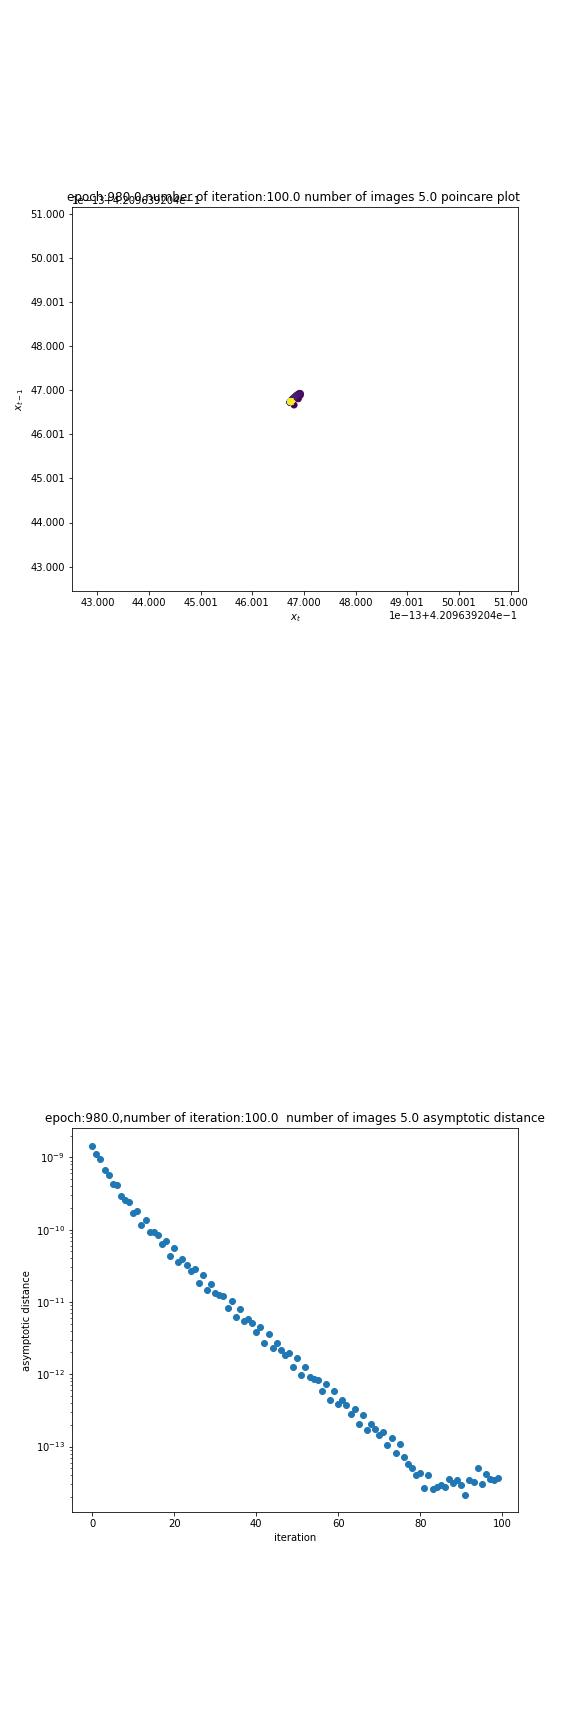 epoch:980.0,number of iteration:100.0 number of images 5.0 poincare plot
1e−13+4.209639204e−1
51.000
50.001
49.001
48.000
47.000
46.001
45.001
44.000
43.000
x_{t−1}
43.000 44.000 45.001 46.001 47.000 48.000 49.001 50.001 51.000
x_t
1e−13+4.209639204e−1
epoch:980.0,number of iteration:100.0  number of images 5.0 asymptotic distance
10^{−9}
10^{−10}
10^{−11}
10^{−12}
10^{−13}
asymptotic distance
0 20 40 60 80 100
iteration